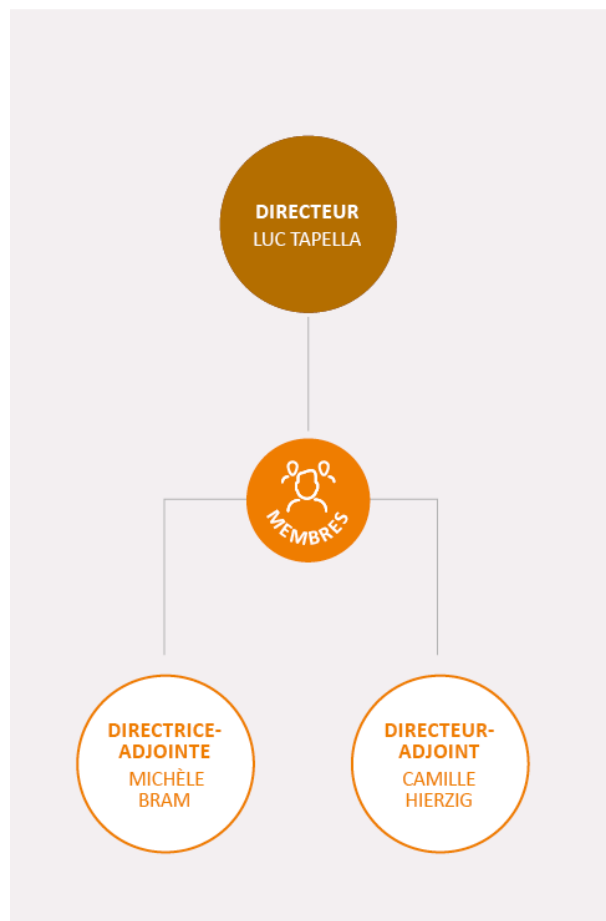 DIRECTEUR
LUC TAPELLA
MEMBRES
DIRECTRICE-
ADJOINTE
MICHÈLE
BRAM
DIRECTEUR-
ADJOINT
CAMILLE
HIERZIG